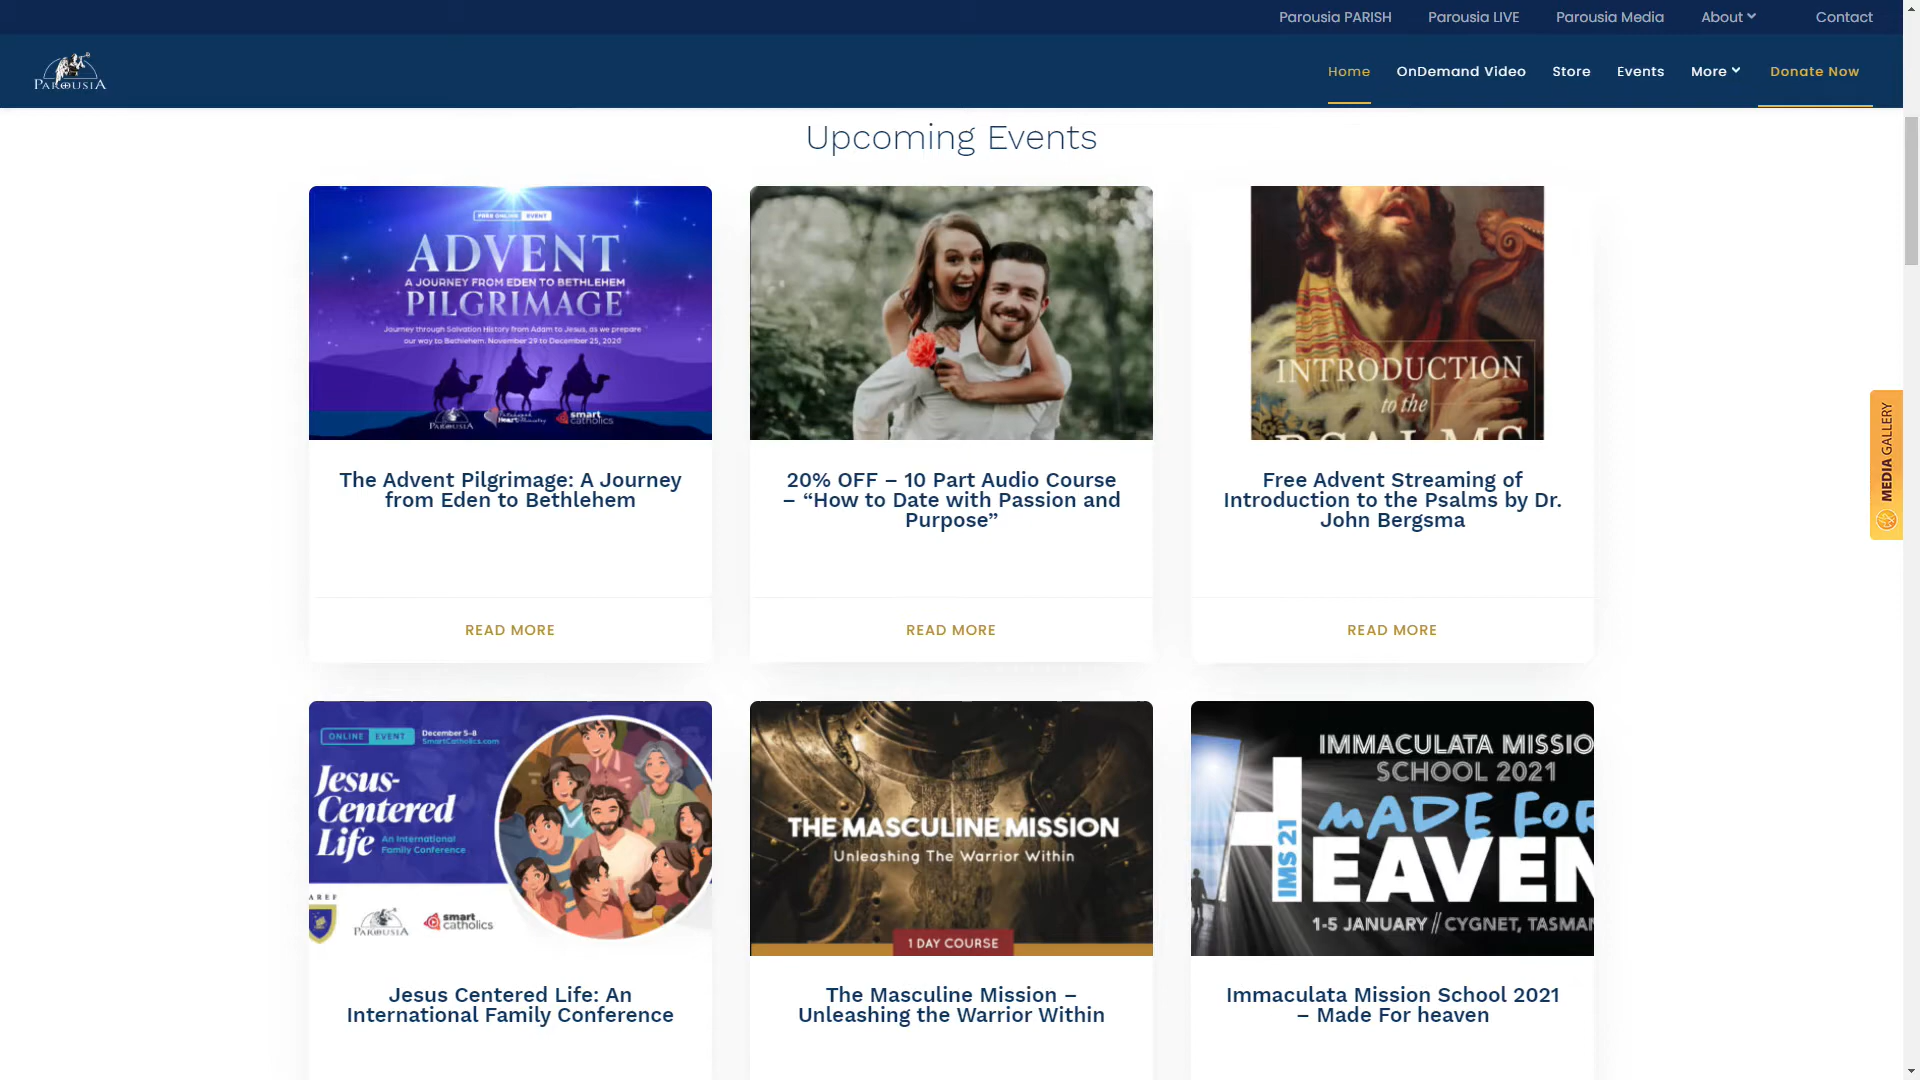 Parousia PARISH
Parousia LIVE
Parousia Media
About
Contact
PAROUSIA
Home
OnDemand Video
Store
Events
More
Donate Now
Upcoming Events
FREE ONLINE EVENT
ADVENT
A JOURNEY FROM EDEN TO BETHLEHEM
PILGRIMAGE
Journey through Salvation History from Adam to Jesus, as we prepare
our way to Bethlehem. November 29 to December 25, 2020
PAROUSIA
smart
catholics
INTRODUCTION
to the
PSALMS
MEDIA GALLERY
The Advent Pilgrimage: A Journey
from Eden to Bethlehem
20% OFF – 10 Part Audio Course
– “How to Date with Passion and
Purpose”
Free Advent Streaming of
Introduction to the Psalms by Dr.
John Bergsma
READ MORE
READ MORE
READ MORE
ONLINE EVENT
December 5-8
SmartCatholics.com
Jesus-
Centered
Life
An International
Family Conference
AREF
PAROUSIA
smart
catholics
THE MASCULINE MISSION
Unleashing The Warrior Within
1 DAY COURSE
IMMACULATA MISSIO
SCHOOL 2021
MADE FOR
HEAVEN
IMS 21
1-5 JANUARY // CYGNET, TASMAN
Jesus Centered Life: An
International Family Conference
The Masculine Mission –
Unleashing the Warrior Within
Immaculata Mission School 2021
– Made For heaven